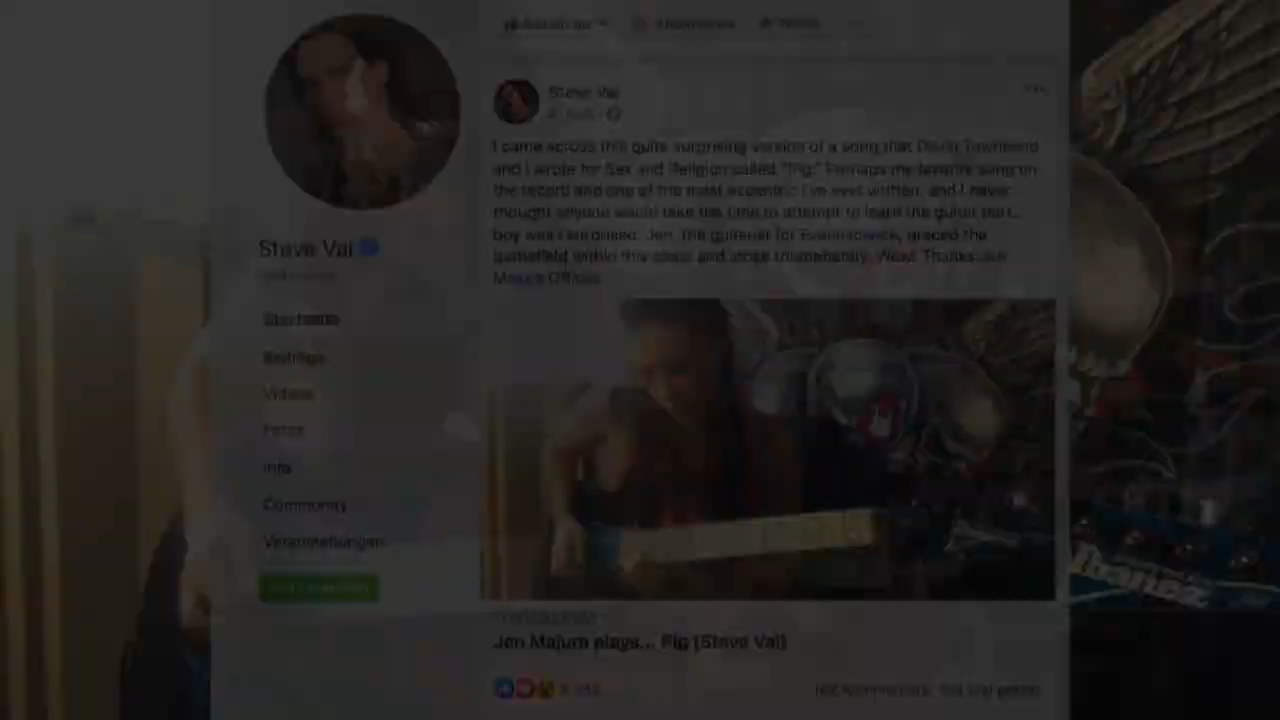 Steve Vai
Startseite
Beiträge
Videos
Fotos
Info
Community
Veranstaltungen
Steve Vai
I came across this quite surprising version of a song that Devin Townsend
and I wrote for Sex and Religion called "Pig." Perhaps my favorite song on
the record and one of the most eccentric I've ever written, and I never
thought anyone would take the time to attempt to learn the guitar part...
boy was I surprised. Jen, the guitarist for Evanescence, graced the
battlefield within this piece and stood triumphantly. Wow! Thanks Jen
Majura Official
Jen Majura plays... Pig (Steve Vai)
Ibanez